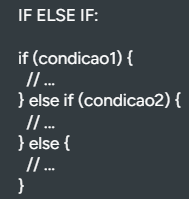 IF ELSE IF:
if (condicao1) {
// ...
} else if (condicao2) {
// ...
} else {
// ...
}